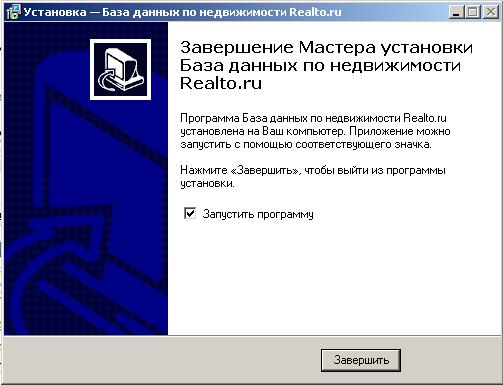 Установка — База данных по недвижимости Realto.ru
Завершение Мастера установки
База данных по недвижимости
Realto.ru
Программа База данных по недвижимости Realto.ru
установлена на Ваш компьютер. Приложение можно
запустить с помощью соответствующего значка.
Нажмите «Завершить», чтобы выйти из программы
установки.
Запустить программу
Завершить